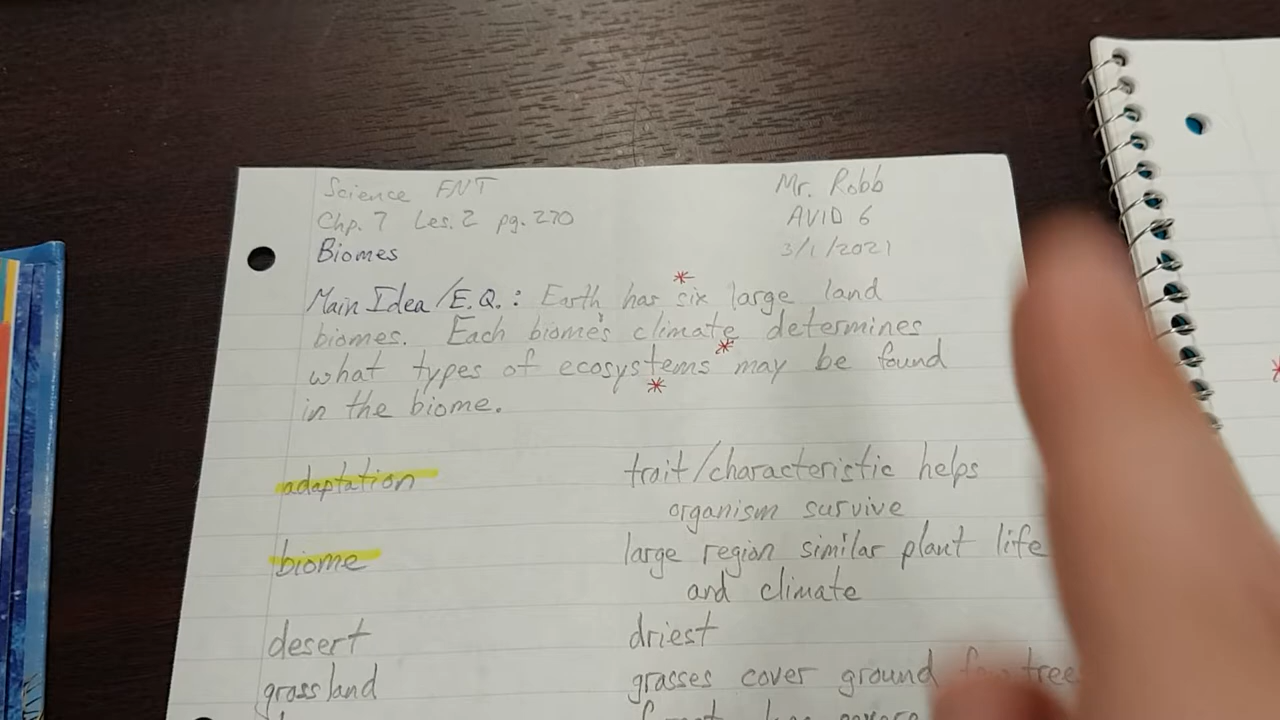 Science FNT
Mr. Robb
Chp. 7 Les. 2 pg. 270
AVID 6
Biomes
3/1/2021
Main Idea/E.Q.: Earth has six large land
biomes. Each biome's climate determines
what types of ecosystems may be found
in the biome.
adaptation trait/characteristic helps
organism survive
biome large region similar plant life
and climate
desert driest
grassland grasses cover ground tree